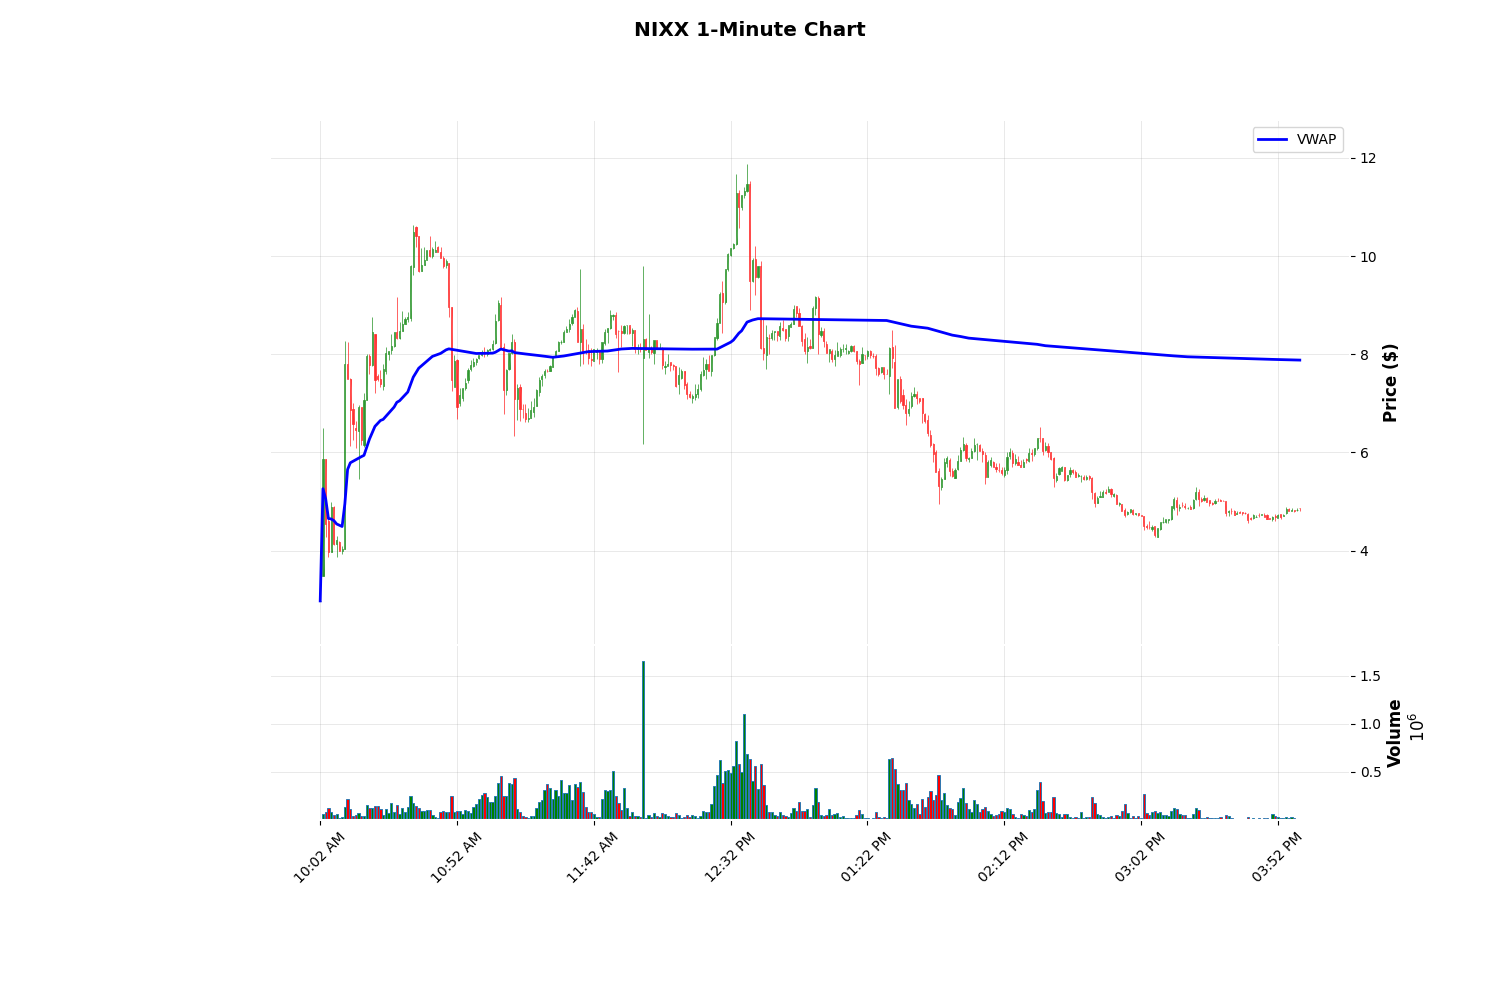 NIXX 1-Minute Chart
VWAP
12
10
8
6
4
Price ($)
1.5
1.0
0.5
Volume
10⁶
10:02 AM
10:52 AM
11:42 AM
12:32 PM
01:22 PM
02:12 PM
03:02 PM
03:52 PM